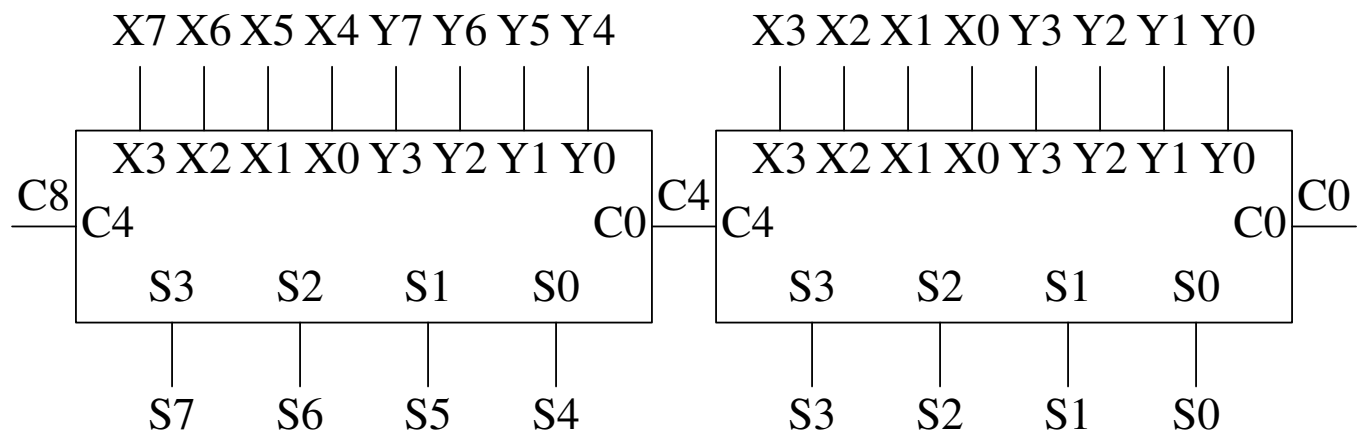 X7 X6 X5 X4 Y7 Y6 Y5 Y4 X3 X2 X1 X0 Y3 Y2 Y1 Y0
X3 X2 X1 X0 Y3 Y2 Y1 Y0 X3 X2 X1 X0 Y3 Y2 Y1 Y0
C8 C4 C0
C4 C0 C4 C0
S3 S2 S1 S0 S3 S2 S1 S0
S7 S6 S5 S4 S3 S2 S1 S0